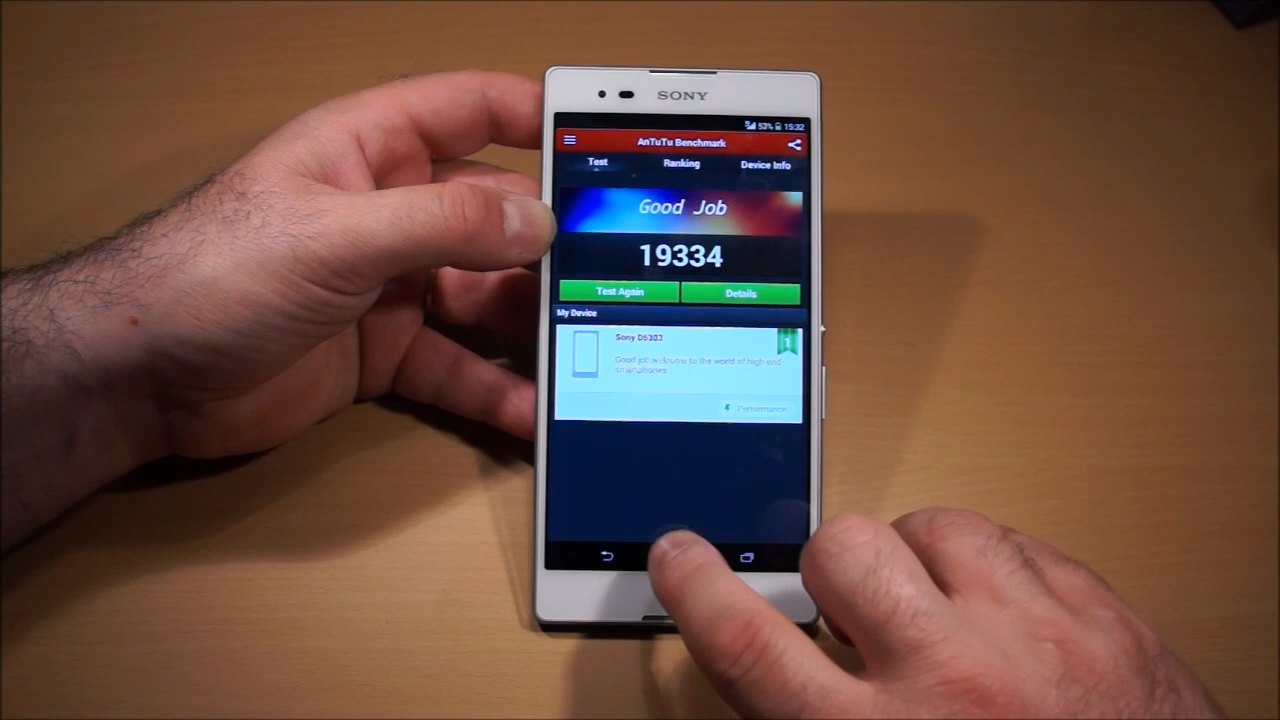 SONY
53% 15:32
AnTuTu Benchmark
Test Ranking Device Info
Good Job
19334
Test Again Details
My Device
Sony D5303
1
Good job,welcome to the world of high-end
smartphones.
Performance